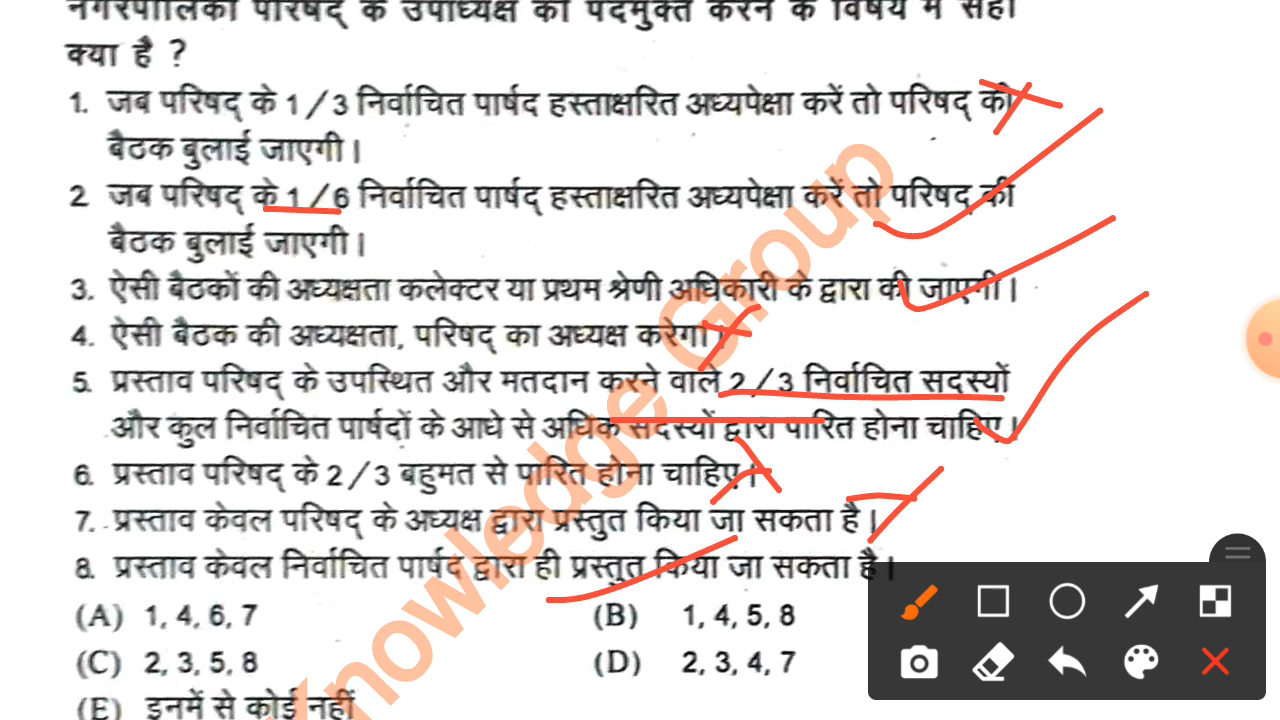 नगरपालिका परिषद् के उपाध्यक्ष को पदमुक्त करने के विषय में सही
क्या है ?
1. जब परिषद् के 1/3 निर्वाचित पार्षद हस्ताक्षरित अध्यपेक्षा करें तो परिषद् की
बैठक बुलाई जाएगी।
2 जब परिषद् के 1/6 निर्वाचित पार्षद् हस्ताक्षरित अध्यपेक्षा करें तो परिषद् की
बैठक बुलाई जाएगी।
3. ऐसी बैठकों की अध्यक्षता कलेक्टर या प्रथम श्रेणी अधिकारी के द्वारा की जाएगी।
4. ऐसी बैठक की अध्यक्षता, परिषद् का अध्यक्ष करेगा।
5. प्रस्ताव परिषद् के उपस्थित और मतदान करने वाले 2/3 निर्वाचित सदस्यों
और कुल निर्वाचित पार्षदों के आधे से अधिक सदस्यों द्वारा पारित होना चाहिए।
6. प्रस्ताव परिषद् के 2/3 बहुमत से पारित होना चाहिए।
7. प्रस्ताव केवल परिषद् के अध्यक्ष द्वारा प्रस्तुत किया जा सकता है।
8. प्रस्ताव केवल निर्वाचित पार्षद द्वारा ही प्रस्तुत किया जा सकता है।
(A) 1, 4, 6, 7 (B) 1, 4, 5, 8
(C) 2, 3, 5, 8 (D) 2, 3, 4, 7
(E) इनमें से कोई नहीं
Knowledge Group